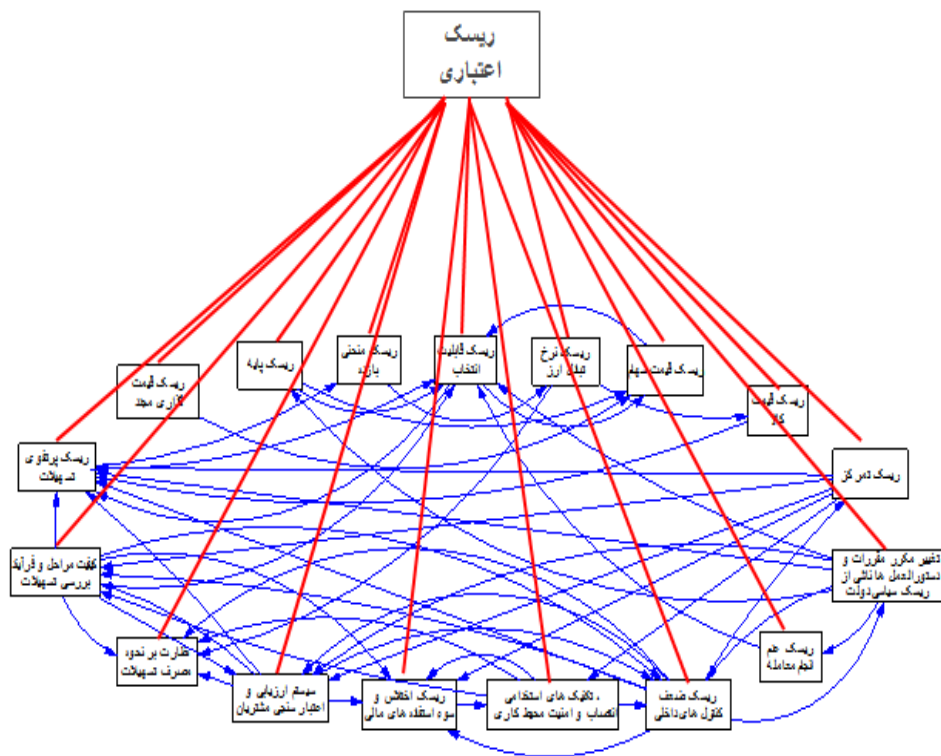 ریسک
اعتباری
ریسک قیمت
گذاری مجدد
ریسک پایه
ریسک منحنی
بازده
ریسک قابلیت
انتخاب
ریسک نرخ
تبادل ارز
ریسک قیمت سهام
ریسک قیمت
کالا
ریسک پرتفوی
تسهیلات
ریسک تمرکز
کیفیت مراحل و فرآیند
بررسی تسهیلات
تغییر مکرر مقررات و
دستورالعمل ها ناشی از
ریسک سیاسی دولت
نظارت بر نحوه
مصرف تسهیلات
ریسک عدم
انجام معامله
سیستم ارزیابی و
اعتبار سنجی مشتریان
ریسک اختلاس و
سوء استفاده های مالی
تکنیک های استخدامی ،
انتصاب و امنیت محیط کاری
ریسک ضعف
کنترل های داخلی